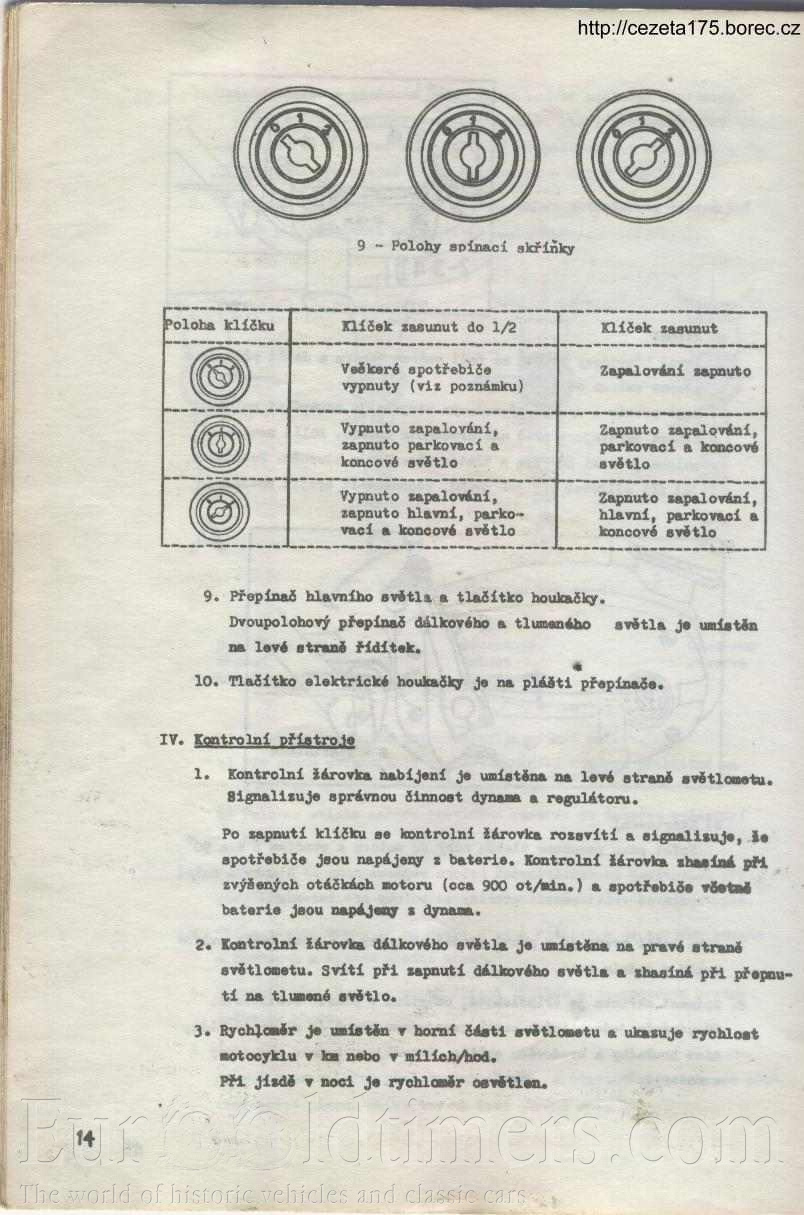 http://cezeta175.borec.cz
0 1 2
0 1 2
0 1 2
9 - Polohy spínací skříňky
Poloha klíčku
Klíček zasunut do 1/2
Klíček zasunut
Veškeré spotřebiče
vypnuty (viz poznámku)
Zapalování zapnuto
Vypnuto zapalování,
zapnuto parkovací a
koncové světlo
Zapnuto zapalování,
parkovací a koncové
světlo
Vypnuto zapalování,
zapnuto hlavní, parko-
vací a koncové světlo
Zapnuto zapalování,
hlavní, parkovací a
koncové světlo
9. Přepínač hlavního světla a tlačítko houkačky.
Dvoupolohový přepínač dálkového a tlumeného světla je umístěn
na levé straně řídítek.
10. Tlačítko elektrické houkačky je na plášti přepínače.
IV. Kontrolní přístroje
1. Kontrolní žárovka nabíjení je umístěna na levé straně světlometu.
Signalizuje správnou činnost dynama a regulátoru.
Po zapnutí klíčku se kontrolní žárovka rozsvítí a signalizuje, že
spotřebiče jsou napájeny z baterie. Kontrolní žárovka zhasíná při
zvýšených otáčkách motoru (cca 900 ot/min.) a spotřebiče včetně
baterie jsou napájeny z dynama.
2. Kontrolní žárovka dálkového světla je umístěna na pravé straně
světlometu. Svítí při zapnutí dálkového světla a zhasíná při přepnu-
tí na tlumené světlo.
3. Rychloměr je umístěn v horní části světlometu a ukazuje rychlost
motocyklu v km nebo v mílích/hod.
Při jízdě v noci je rychloměr osvětlen.
14
EuroOldtimers.com
The world of historic vehicles and classic cars